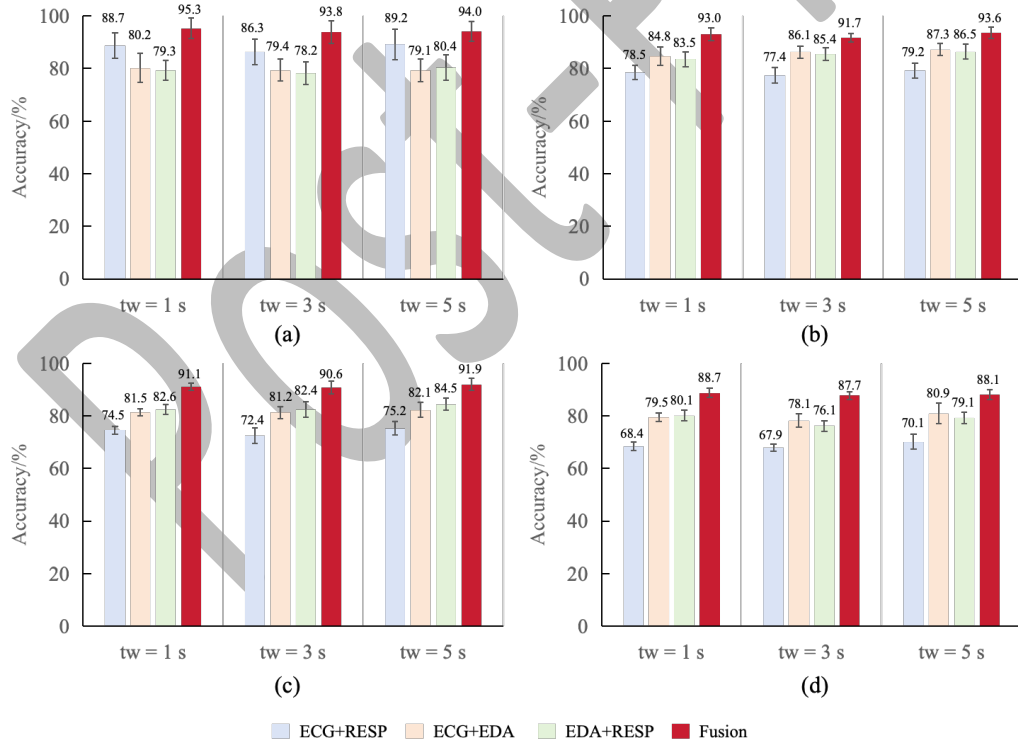 88.7 80.2 79.3 95.3 86.3 79.4 78.2 93.8 89.2 79.1 80.4 94.0
100
80
60
40
20
0
Accuracy/%
tw = 1 s tw = 3 s tw = 5 s
(a)
78.5 84.8 83.5 93.0 77.4 86.1 85.4 91.7 79.2 87.3 86.5 93.6
100
80
60
40
20
0
Accuracy/%
tw = 1 s tw = 3 s tw = 5 s
(b)
74.5 81.5 82.6 91.1 72.4 81.2 82.4 90.6 75.2 82.1 84.5 91.9
100
80
60
40
20
0
Accuracy/%
tw = 1 s tw = 3 s tw = 5 s
(c)
68.4 79.5 80.1 88.7 67.9 78.1 76.1 87.7 70.1 80.9 79.1 88.1
100
80
60
40
20
0
Accuracy/%
tw = 1 s tw = 3 s tw = 5 s
(d)
ECG+RESP ECG+EDA EDA+RESP Fusion